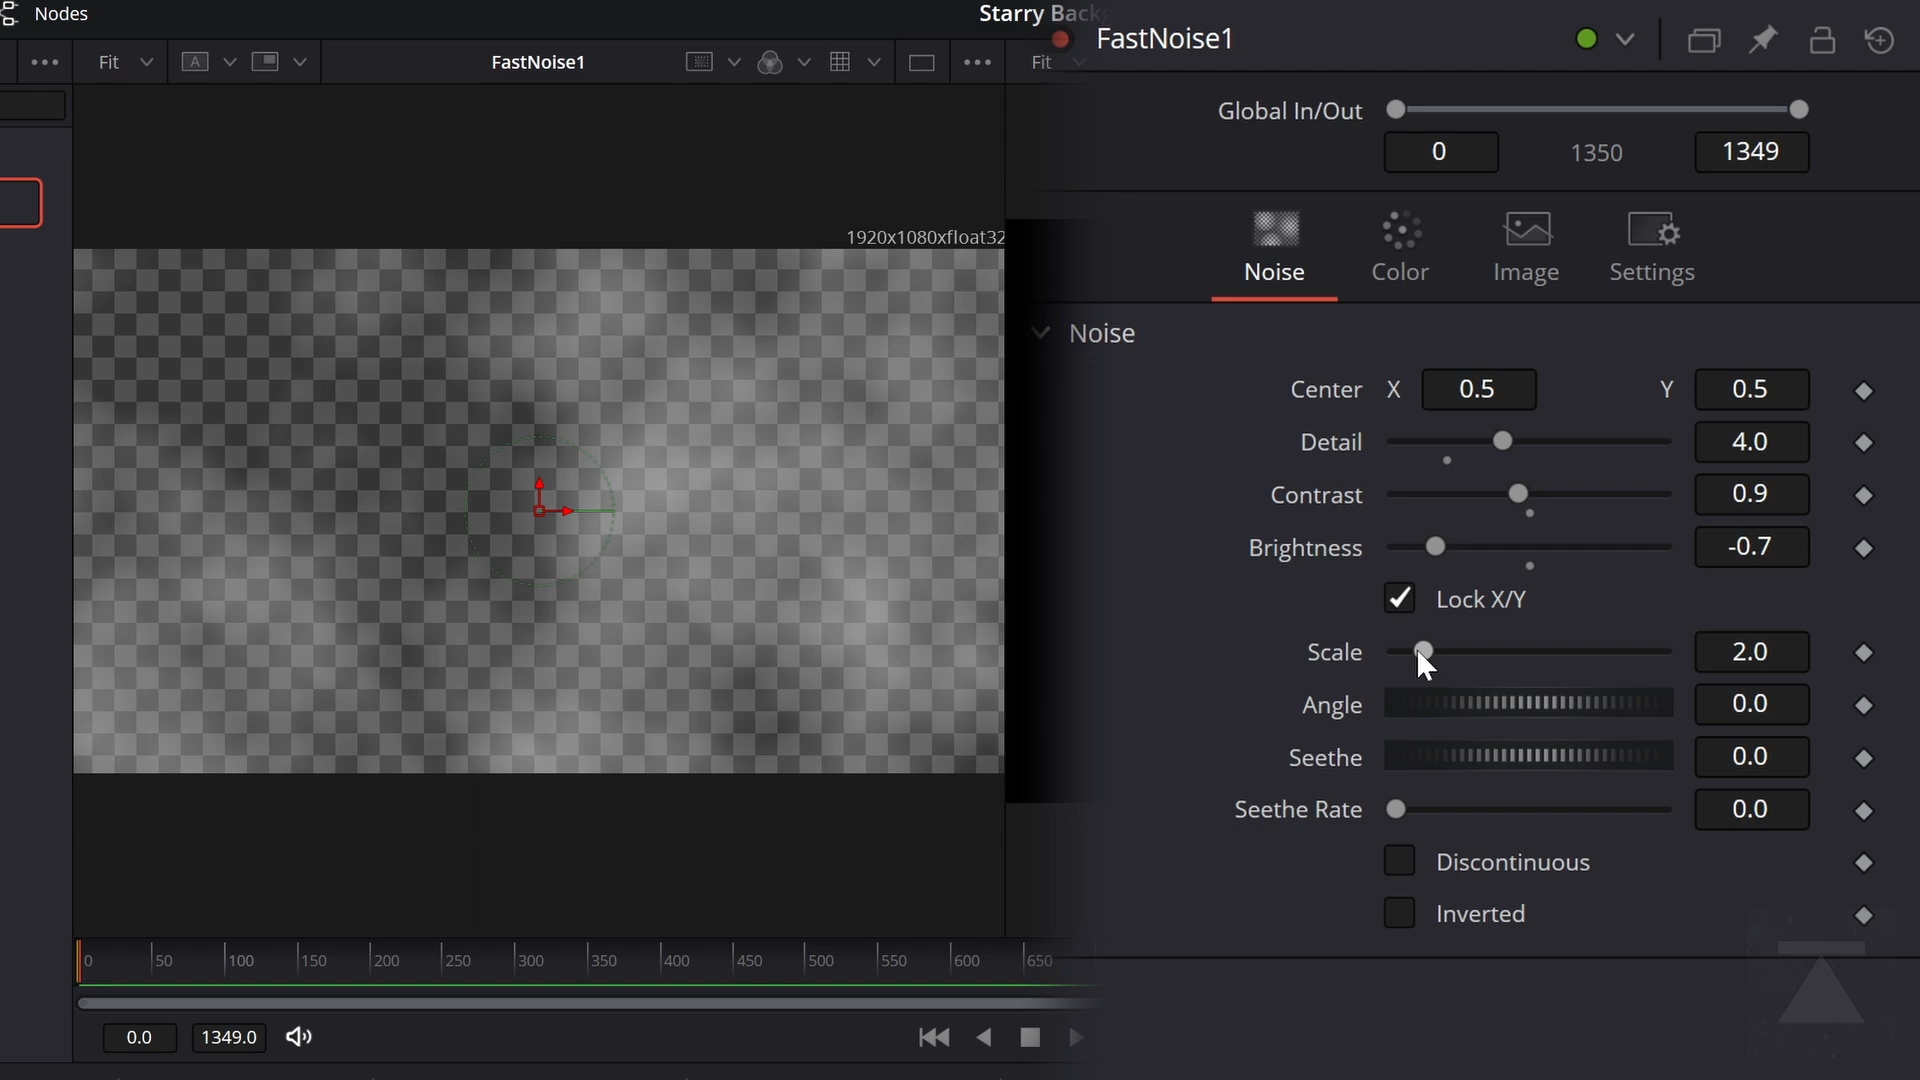 Nodes
Starry Back
Fit
A
FastNoise1
Fit
FastNoise1
Global In/Out
0
1350
1349
1920x1080xfloat32
Noise
Color
Image
Settings
Noise
Center X 0.5 Y 0.5
Detail 4.0
Contrast 0.9
Brightness -0.7
Lock X/Y
Scale 2.0
Angle 0.0
Seethe 0.0
Seethe Rate 0.0
Discontinuous
Inverted
0 50 100 150 200 250 300 350 400 450 500 550 600 650
0.0 1349.0